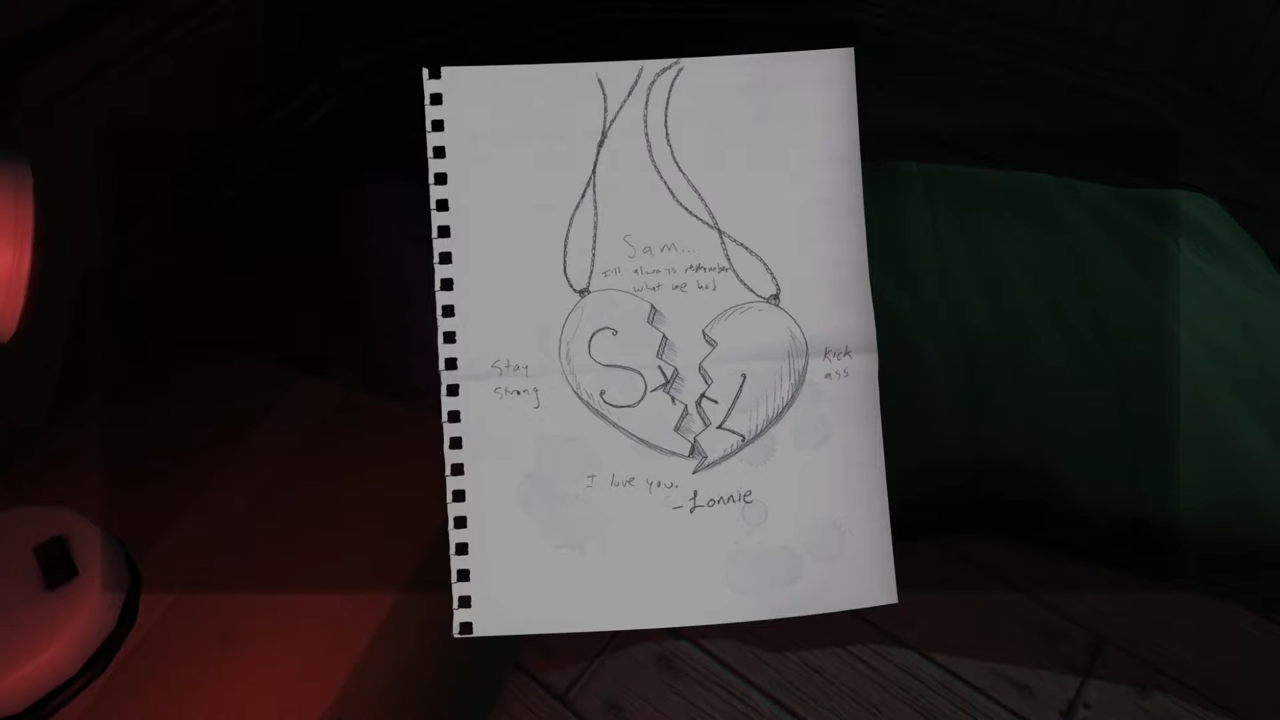 Sam...
I'll always remember
what we had
Stay
strong
Kick
ass
S
L
I love you.
-Lonnie